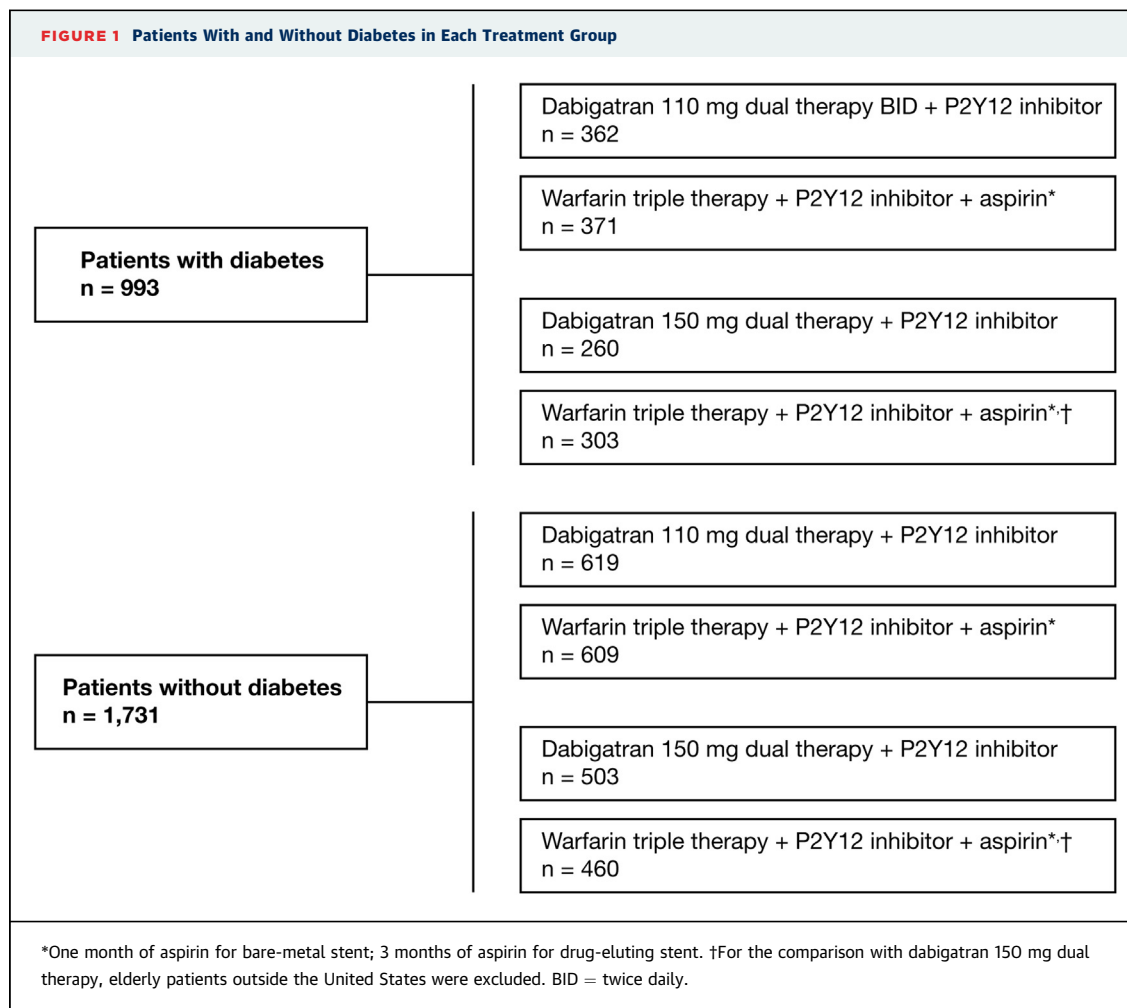 FIGURE 1 Patients With and Without Diabetes in Each Treatment Group
Dabigatran 110 mg dual therapy BID + P2Y12 inhibitor
n = 362
Warfarin triple therapy + P2Y12 inhibitor + aspirin*
n = 371
Patients with diabetes
n = 993
Dabigatran 150 mg dual therapy + P2Y12 inhibitor
n = 260
Warfarin triple therapy + P2Y12 inhibitor + aspirin*,†
n = 303
Dabigatran 110 mg dual therapy + P2Y12 inhibitor
n = 619
Warfarin triple therapy + P2Y12 inhibitor + aspirin*
n = 609
Patients without diabetes
n = 1,731
Dabigatran 150 mg dual therapy + P2Y12 inhibitor
n = 503
Warfarin triple therapy + P2Y12 inhibitor + aspirin*,†
n = 460
*One month of aspirin for bare-metal stent; 3 months of aspirin for drug-eluting stent. †For the comparison with dabigatran 150 mg dual
therapy, elderly patients outside the United States were excluded. BID = twice daily.